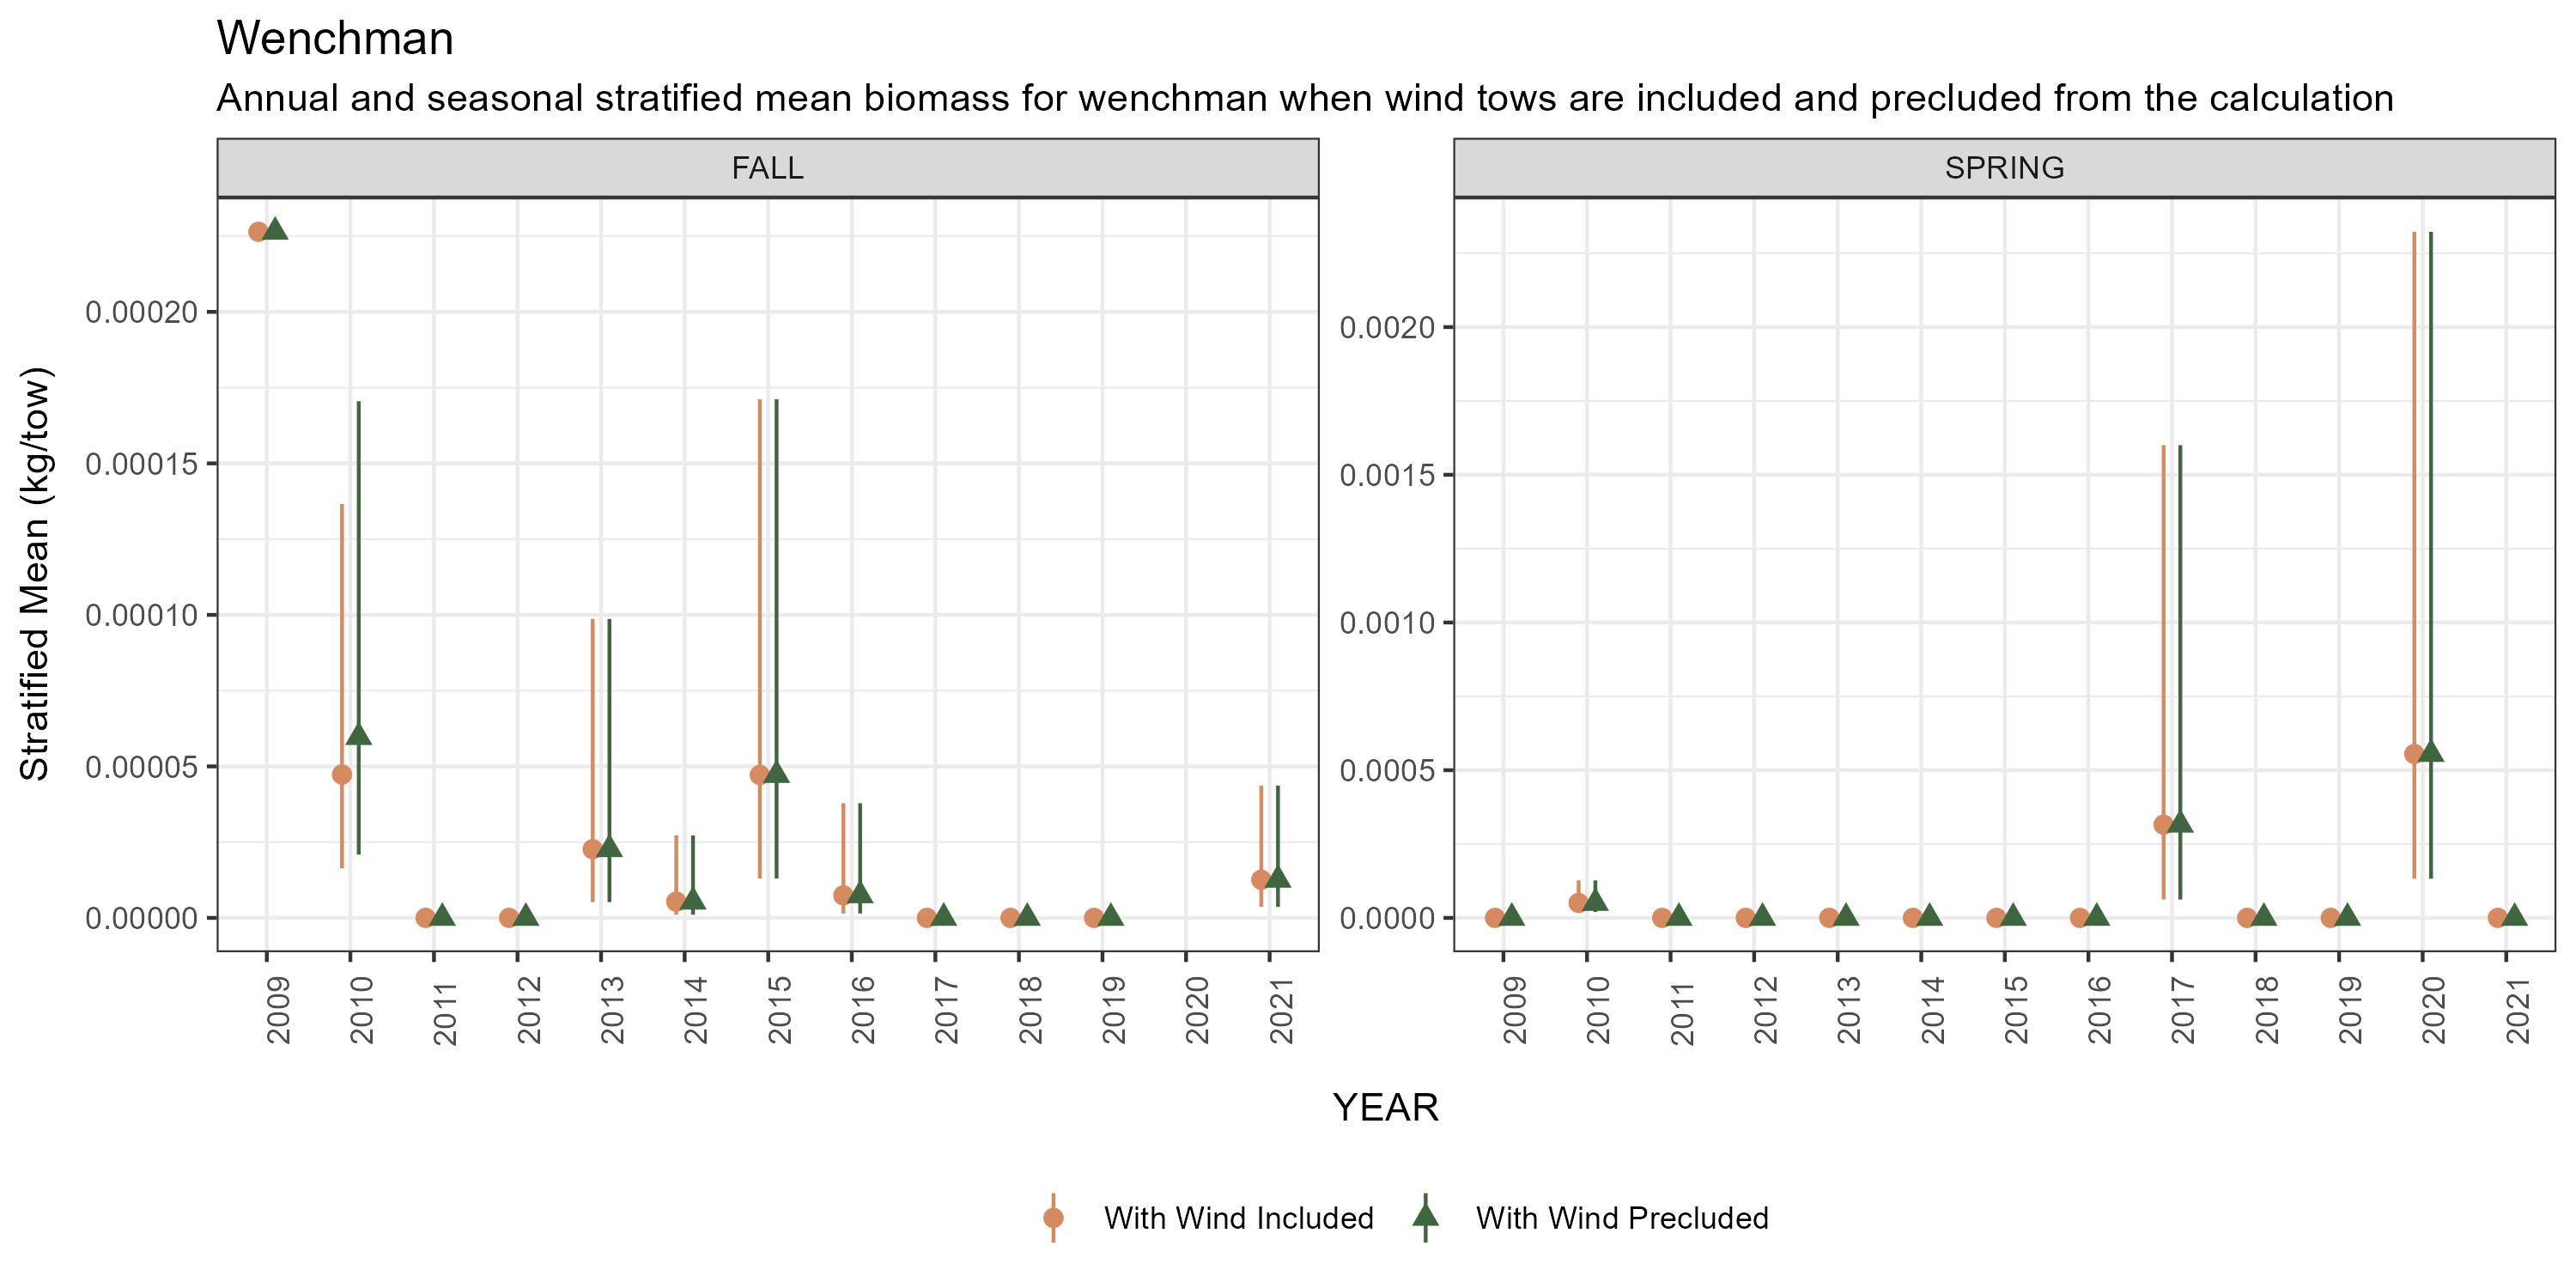 Wenchman
Annual and seasonal stratified mean biomass for wenchman when wind tows are included and precluded from the calculation
FALL
SPRING
Stratified Mean (kg/tow)
0.00020
0.00015
0.00010
0.00005
0.00000
0.0020
0.0015
0.0010
0.0005
0.0000
2009 2010 2011 2012 2013 2014 2015 2016 2017 2018 2019 2020 2021
2009 2010 2011 2012 2013 2014 2015 2016 2017 2018 2019 2020 2021
YEAR
With Wind Included
With Wind Precluded